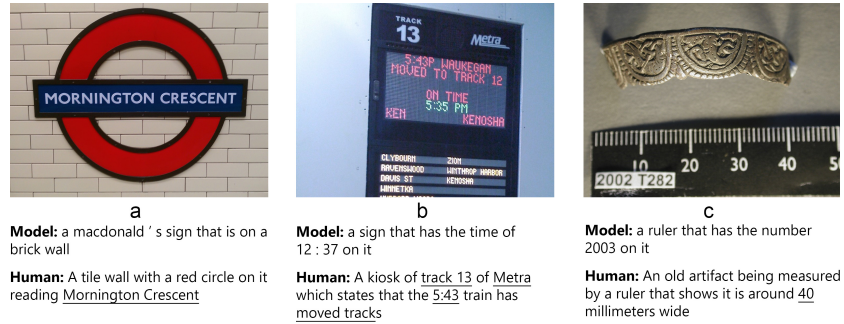 MORNINGTON CRESCENT
a
Model: a macdonald ' s sign that is on a
brick wall
Human: A tile wall with a red circle on it
reading Mornington Crescent
TRACK
13
Metra
5:43P WAUKEGAN
MOVED TO TRACK 12
ON TIME
5:35 PM
KEN KENOSHA
CLYBOURN ZION
RAVENSWOOD WINTHROP HARBOR
DAVIS ST KENOSHA
WINNETKA
b
Model: a sign that has the time of
12 : 37 on it
Human: A kiosk of track 13 of Metra
which states that the 5:43 train has
moved tracks
10 20 30 40
2002 T282
c
Model: a ruler that has the number
2003 on it
Human: An old artifact being measured
by a ruler that shows it is around 40
millimeters wide